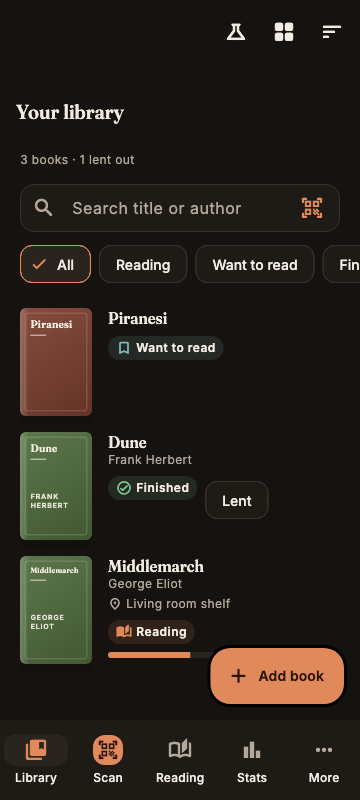 Your library
3 books · 1 lent out
Search title or author
All
Reading
Want to read
Fin
Piranesi
Piranesi
Want to read
Dune
FRANK
HERBERT
Dune
Frank Herbert
Finished
Lent
Middlemarch
GEORGE
ELIOT
Middlemarch
George Eliot
Living room shelf
Reading
Add book
Library
Scan
Reading
Stats
More